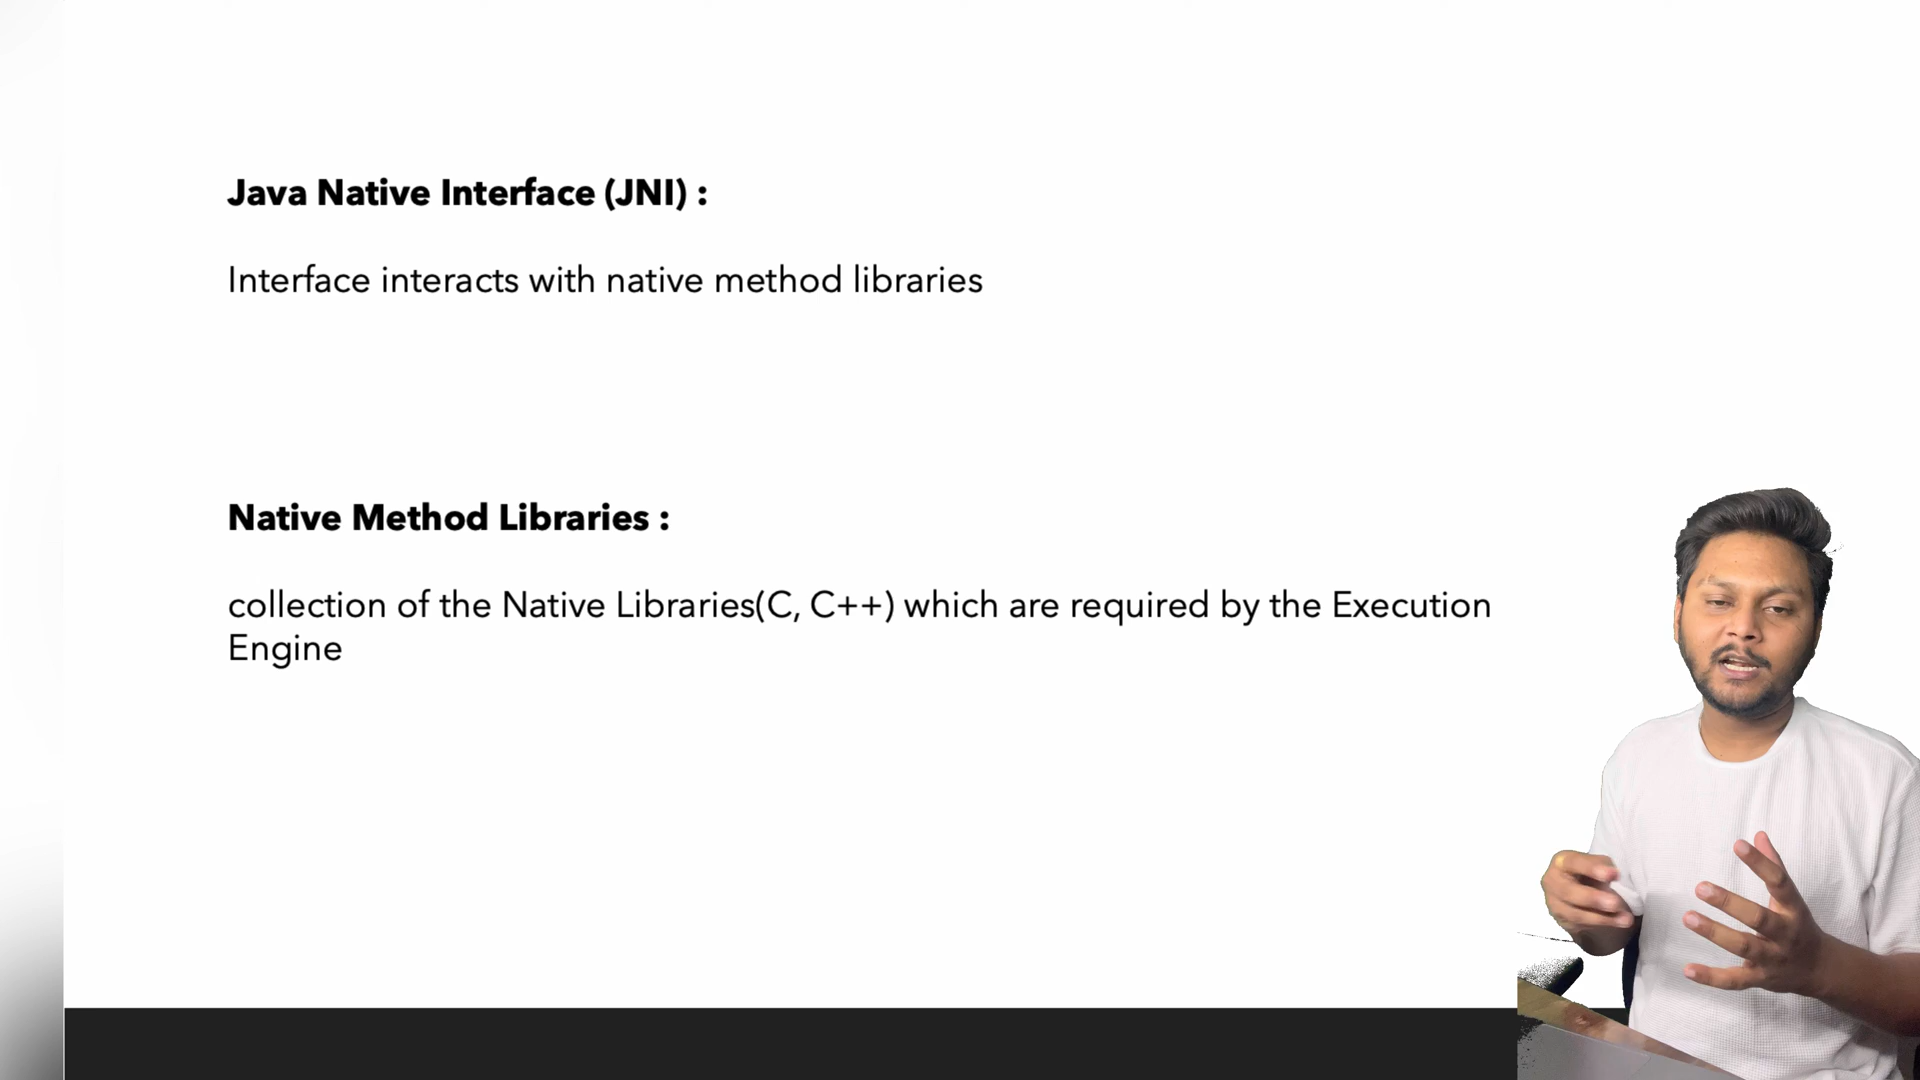 Java Native Interface (JNI) :
Interface interacts with native method libraries
Native Method Libraries :
collection of the Native Libraries(C, C++) which are required by the Execution
Engine